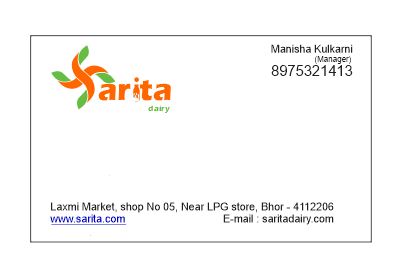 Manisha Kulkarni
(Manager)
8975321413
Sarita
dairy
Laxmi Market, shop No 05, Near LPG store, Bhor - 4112206
www.sarita.com E-mail : saritadairy.com